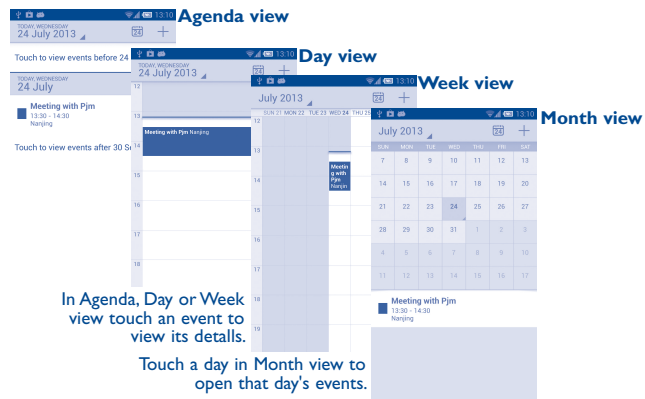 13:10 Agenda view
TODAY, WEDNESDAY
24 July 2013
24
Touch to view events before 24
TODAY, WEDNESDAY
24 July
Meeting with Pjm
13:30 - 14:30
Nanjing
Touch to view events after 30 S
13:10 Day view
TODAY, WEDNESDAY
24 July 2013
24
12
13
Meeting with Pjm Nanjing
14
15
16
17
18
13:10 Week view
July 2013
24
SUN 21 MON 22 TUE 23 WED 24 THU 25
12
13
Meetin
g with
Pjm
Nanjin
14
15
16
17
18
19
13:10 Month view
July 2013
24
SUN MON TUE WED THU FRI SAT
7 8 9 10 11 12 13
14 15 16 17 18 19 20
21 22 23 24 25 26 27
28 29 30 31 1 2 3
4 5 6 7 8 9 10
11 12 13 14 15 16 17
Meeting with Pjm
13:30 - 14:30
Nanjing
In Agenda, Day or Week
view touch an event to
view its detalls.
Touch a day in Month view to
open that day's events.